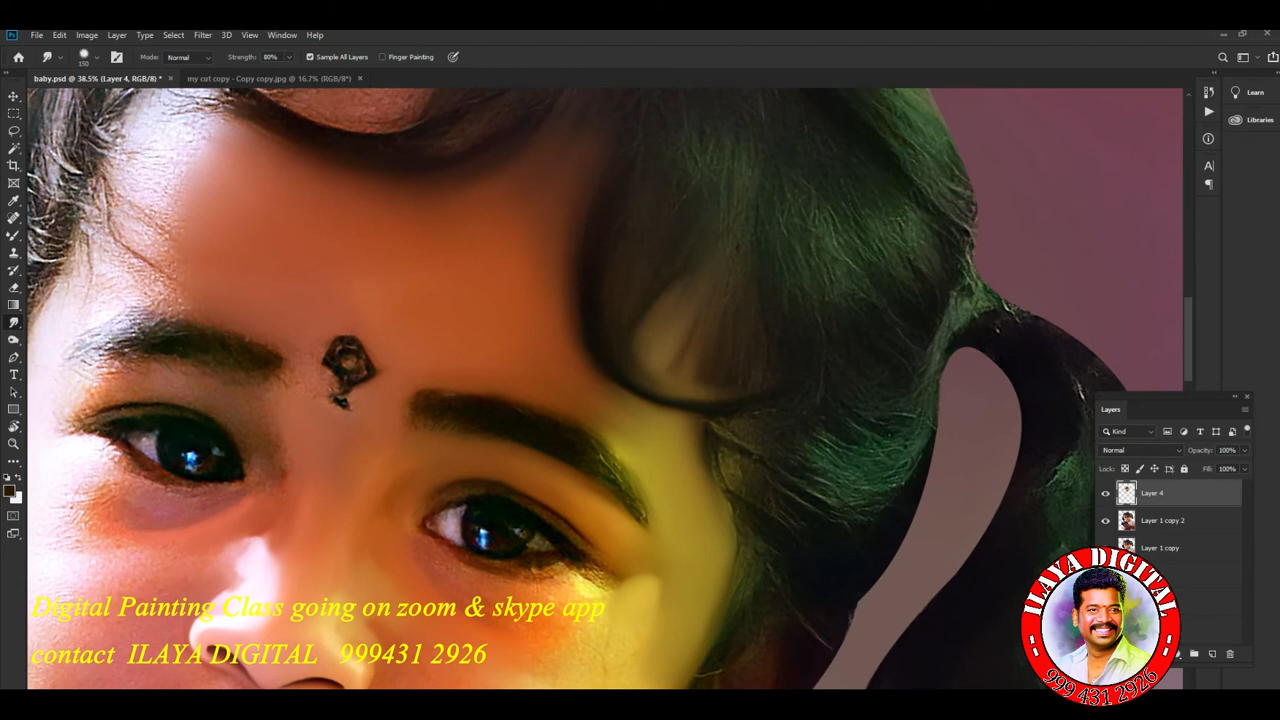 Ps File Edit Image Layer Type Select Filter 3D View Window Help
150 Mode: Normal Strength: 80% Sample All Layers Finger Painting
baby.psd @ 38.5% (Layer 4, RGB/8) * × my cut copy - Copy copy.jpg @ 16.7% (RGB/8*) ×
Learn
Libraries
Layers
Kind
Normal Opacity: 100%
Lock: Fill: 100%
Layer 4
Layer 1 copy 2
Layer 1 copy
Digital Painting Class going on zoom & skype app
contact ILAYA DIGITAL 999431 2926
ILAYA DIGITAL
999 431 2926